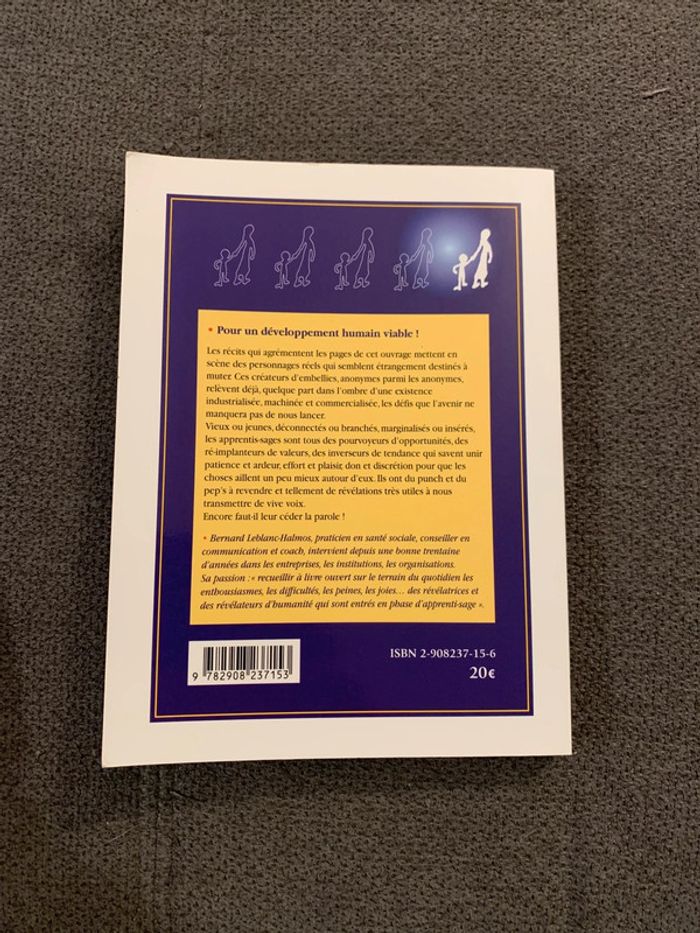 • Pour un développement humain viable !
Les récits qui agrémentent les pages de cet ouvrage mettent en
scène des personnages réels qui semblent étrangement destinés à
muter. Ces créateurs d'embellies, anonymes parmi les anonymes,
relèvent déjà, quelque part dans l'ombre d'une existence
industrialisée, machinée et commercialisée, les défis que l'avenir ne
manquera pas de nous lancer.
Vieux ou jeunes, déconnectés ou branchés, marginalisés ou insérés,
les apprentis-sages sont tous des pourvoyeurs d'opportunités, des
ré-implanteurs de valeurs, des inverseurs de tendance qui savent unir
patience et ardeur, effort et plaisir, don et discrétion pour que les
choses aillent un peu mieux autour d'eux. Ils ont du punch et du
pep's à revendre et tellement de révélations très utiles à nous
transmettre de vive voix.
Encore faut-il leur céder la parole !
• Bernard Leblanc-Halmos, praticien en santé sociale, conseiller en
communication et coach, intervient depuis une bonne trentaine
d'années dans les entreprises, les institutions, les organisations.
Sa passion : « recueillir à livre ouvert sur le terrain du quotidien les
enthousiasmes, les difficultés, les peines, les joies... des révélatrices et
des révélateurs d'humanité qui sont entrés en phase d'apprenti-sage ».
ISBN 2-908237-15-6
20€
9 782908 237153